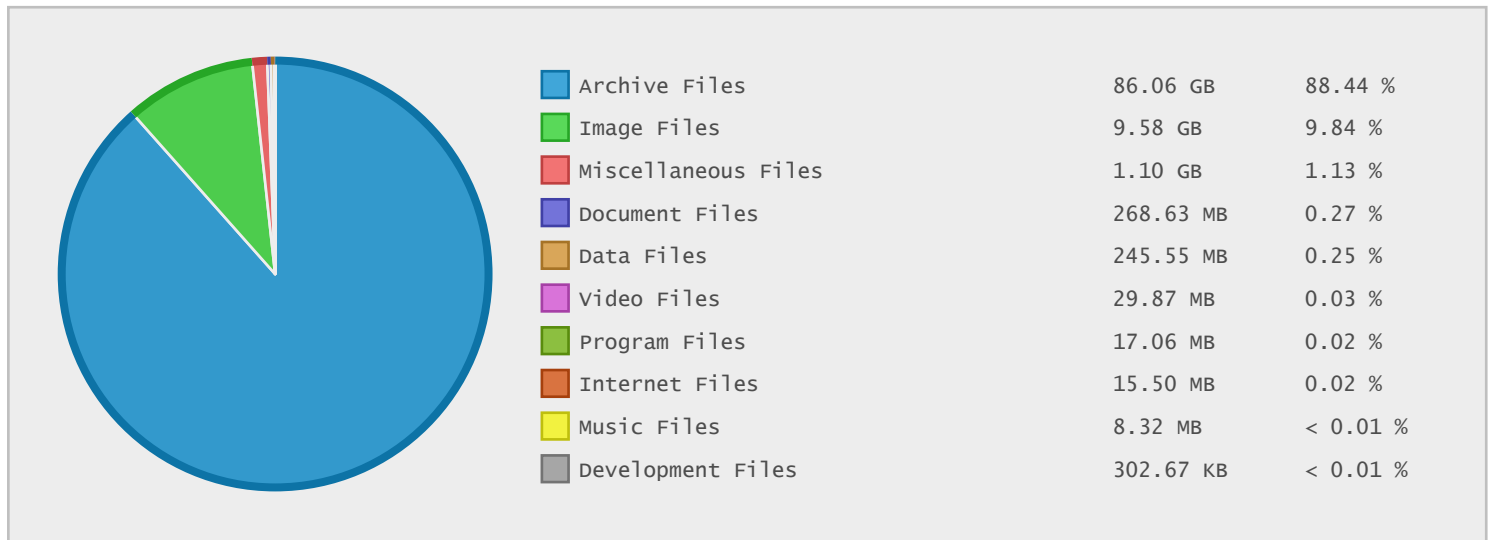 Archive Files 86.06 GB 88.44 %
Image Files 9.58 GB 9.84 %
Miscellaneous Files 1.10 GB 1.13 %
Document Files 268.63 MB 0.27 %
Data Files 245.55 MB 0.25 %
Video Files 29.87 MB 0.03 %
Program Files 17.06 MB 0.02 %
Internet Files 15.50 MB 0.02 %
Music Files 8.32 MB < 0.01 %
Development Files 302.67 KB < 0.01 %